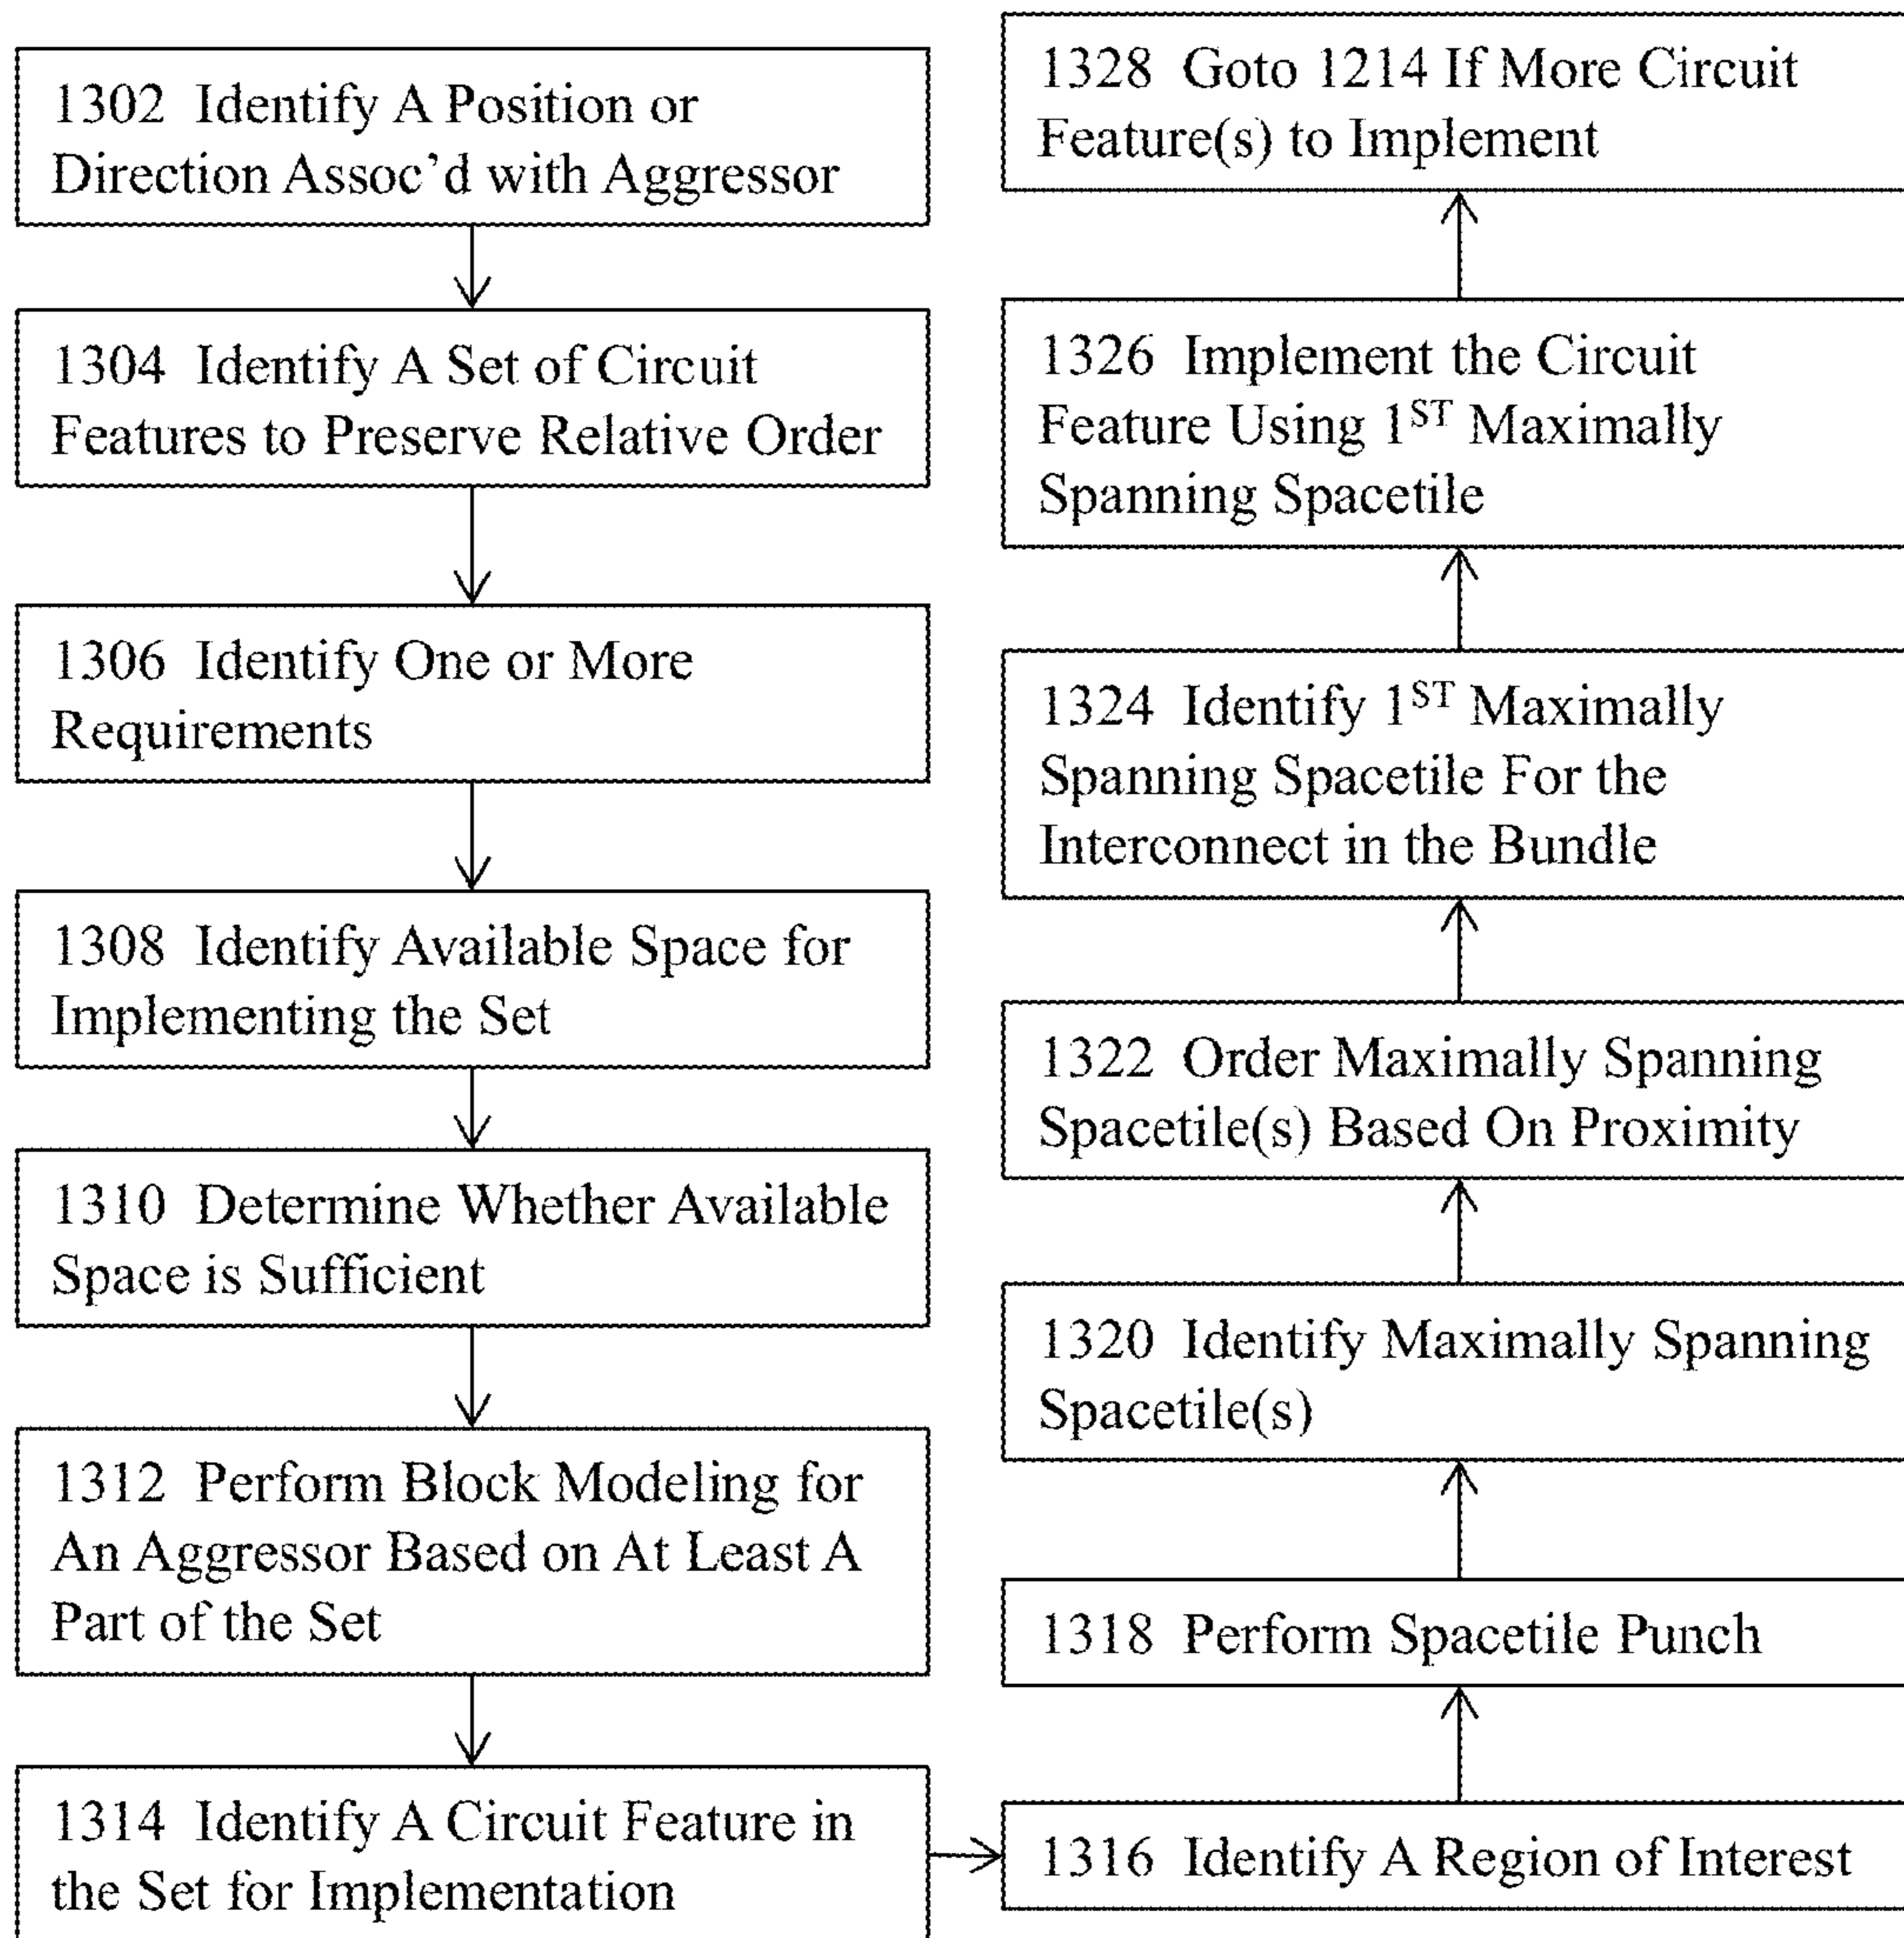 1302 Identify A Position or
Direction Assoc'd with Aggressor
1304 Identify A Set of Circuit
Features to Preserve Relative Order
1306 Identify One or More
Requirements
1308 Identify Available Space for
Implementing the Set
1310 Determine Whether Available
Space is Sufficient
1312 Perform Block Modeling for
An Aggressor Based on At Least A
Part of the Set
1314 Identify A Circuit Feature in
the Set for Implementation
1316 Identify A Region of Interest
1318 Perform Spacetile Punch
1320 Identify Maximally Spanning
Spacetile(s)
1322 Order Maximally Spanning
Spacetile(s) Based On Proximity
1324 Identify 1ST Maximally
Spanning Spacetile For the
Interconnect in the Bundle
1326 Implement the Circuit
Feature Using 1ST Maximally
Spanning Spacetile
1328 Goto 1214 If More Circuit
Feature(s) to Implement